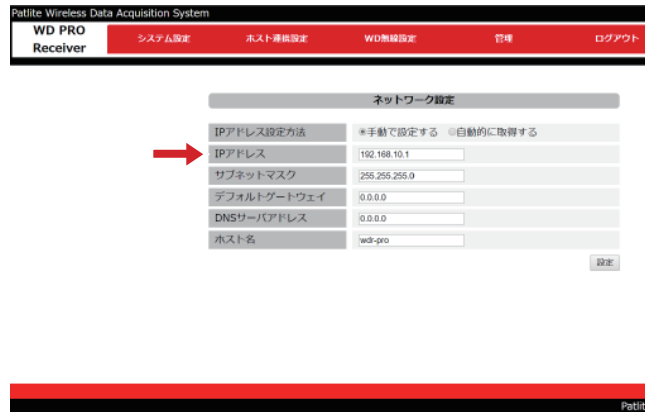 Patlite Wireless Data Acquisition System
WD PRO
Receiver
システム設定
ホスト連携設定
WD無線設定
管理
ログアウト
ネットワーク設定
IPアドレス設定方法 手動で設定する 自動的に取得する
IPアドレス 192.168.10.1
サブネットマスク 255.255.255.0
デフォルトゲートウェイ 0.0.0.0
DNSサーバアドレス 0.0.0.0
ホスト名 wdr-pro
設定
Patlit